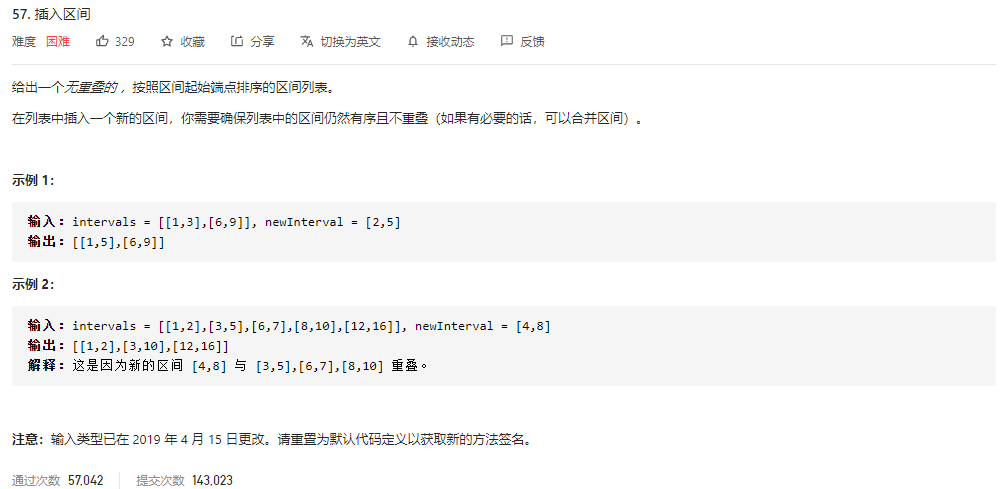 57. 插入区间
难度 困难 329 收藏 分享 切换为英文 接收动态 反馈
给出一个无重叠的 ，按照区间起始端点排序的区间列表。
在列表中插入一个新的区间，你需要确保列表中的区间仍然有序且不重叠（如果有必要的话，可以合并区间）。
示例 1：
输入：intervals = [[1,3],[6,9]], newInterval = [2,5]
输出：[[1,5],[6,9]]
示例 2：
输入：intervals = [[1,2],[3,5],[6,7],[8,10],[12,16]], newInterval = [4,8]
输出：[[1,2],[3,10],[12,16]]
解释：这是因为新的区间 [4,8] 与 [3,5],[6,7],[8,10] 重叠。
注意：输入类型已在 2019 年 4 月 15 日更改。请重置为默认代码定义以获取新的方法签名。
通过次数 57,042 提交次数 143,023